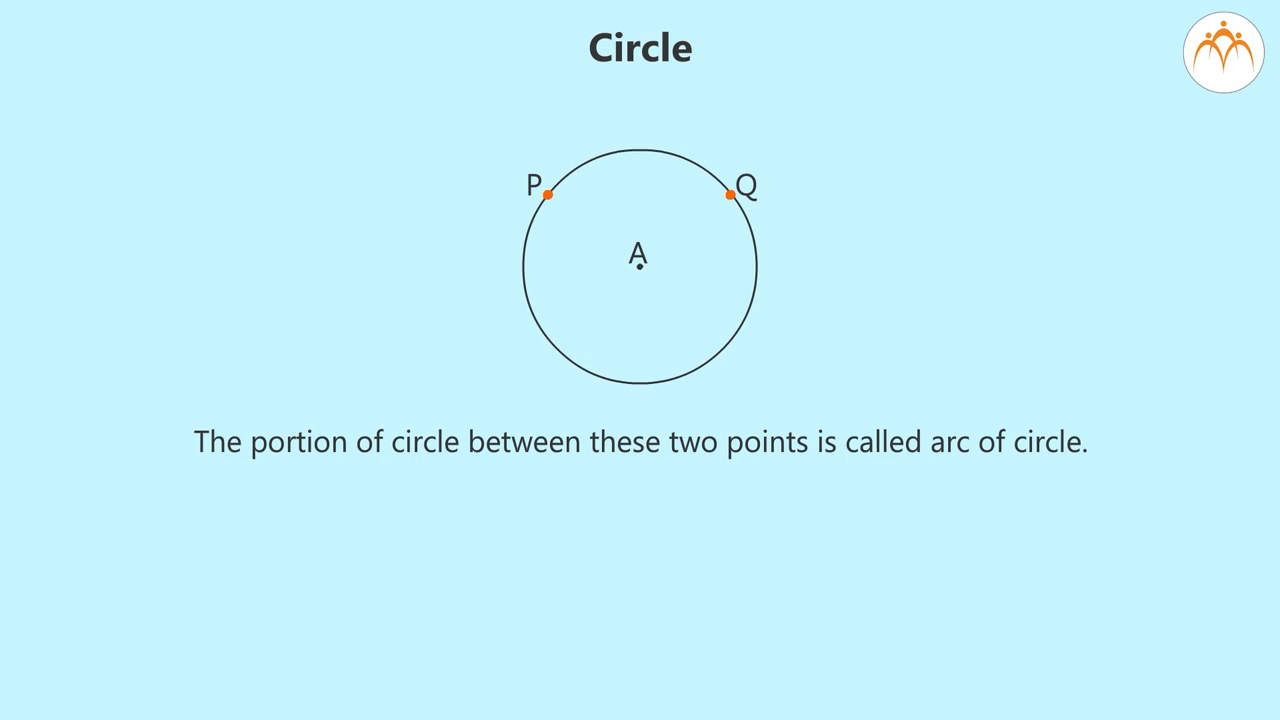 Circle
P
Q
A
The portion of circle between these two points is called arc of circle.